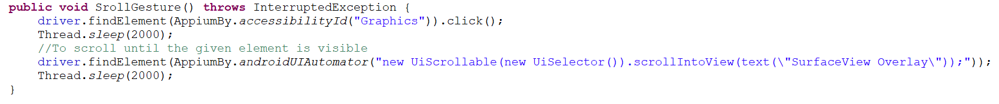 public void SrollGesture() throws InterruptedException {
driver.findElement(AppiumBy.accessibilityId("Graphics")).click();
Thread.sleep(2000);
//To scroll until the given element is visible
driver.findElement(AppiumBy.androidUIAutomator("new UiScrollable(new UiSelector()).scrollIntoView(text(\"SurfaceView Overlay\"));"));
Thread.sleep(2000);
}